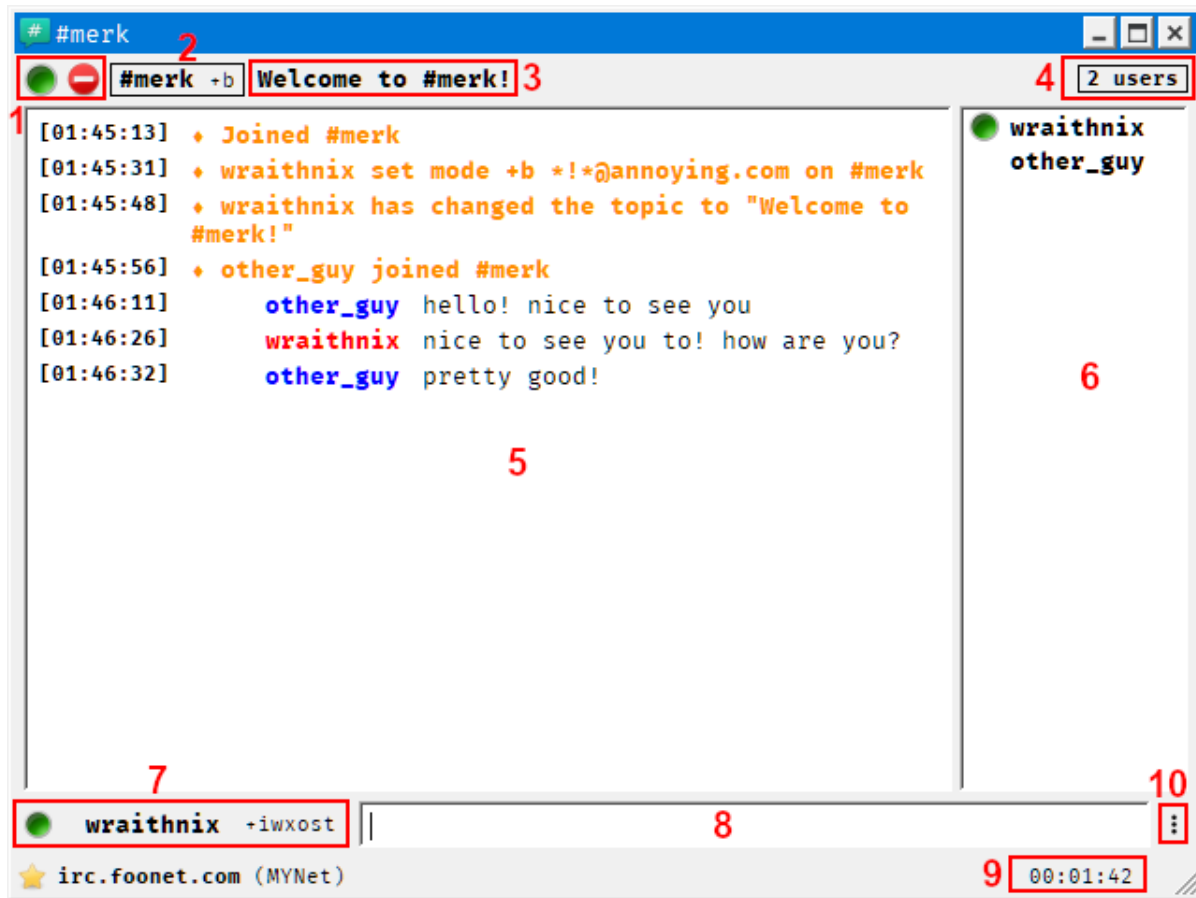 # #merk
2
#merk +b Welcome to #merk! 3 4 2 users
1
[01:45:13] ♦ Joined #merk
[01:45:31] ♦ wraithnix set mode +b *!*@annoying.com on #merk
[01:45:48] ♦ wraithnix has changed the topic to "Welcome to
#merk!"
[01:45:56] ♦ other_guy joined #merk
[01:46:11] other_guy hello! nice to see you
[01:46:26] wraithnix nice to see you to! how are you?
[01:46:32] other_guy pretty good!
5
wraithnix
other_guy
6
7
10
wraithnix +iwxost
8
irc.foonet.com (MYNet)
9 00:01:42